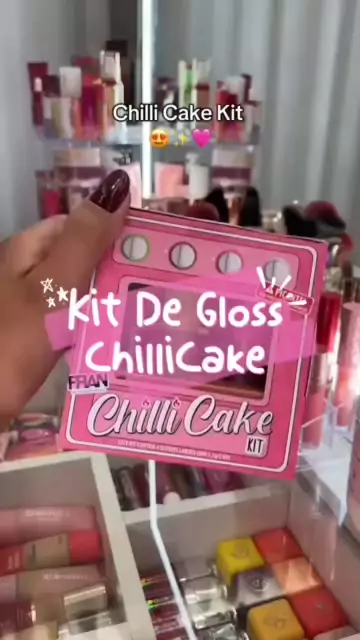 Chilli Cake Kit
😍✨💖
Kit De Gloss
ChilliCake
FRAN
Chilli Cake
KIT